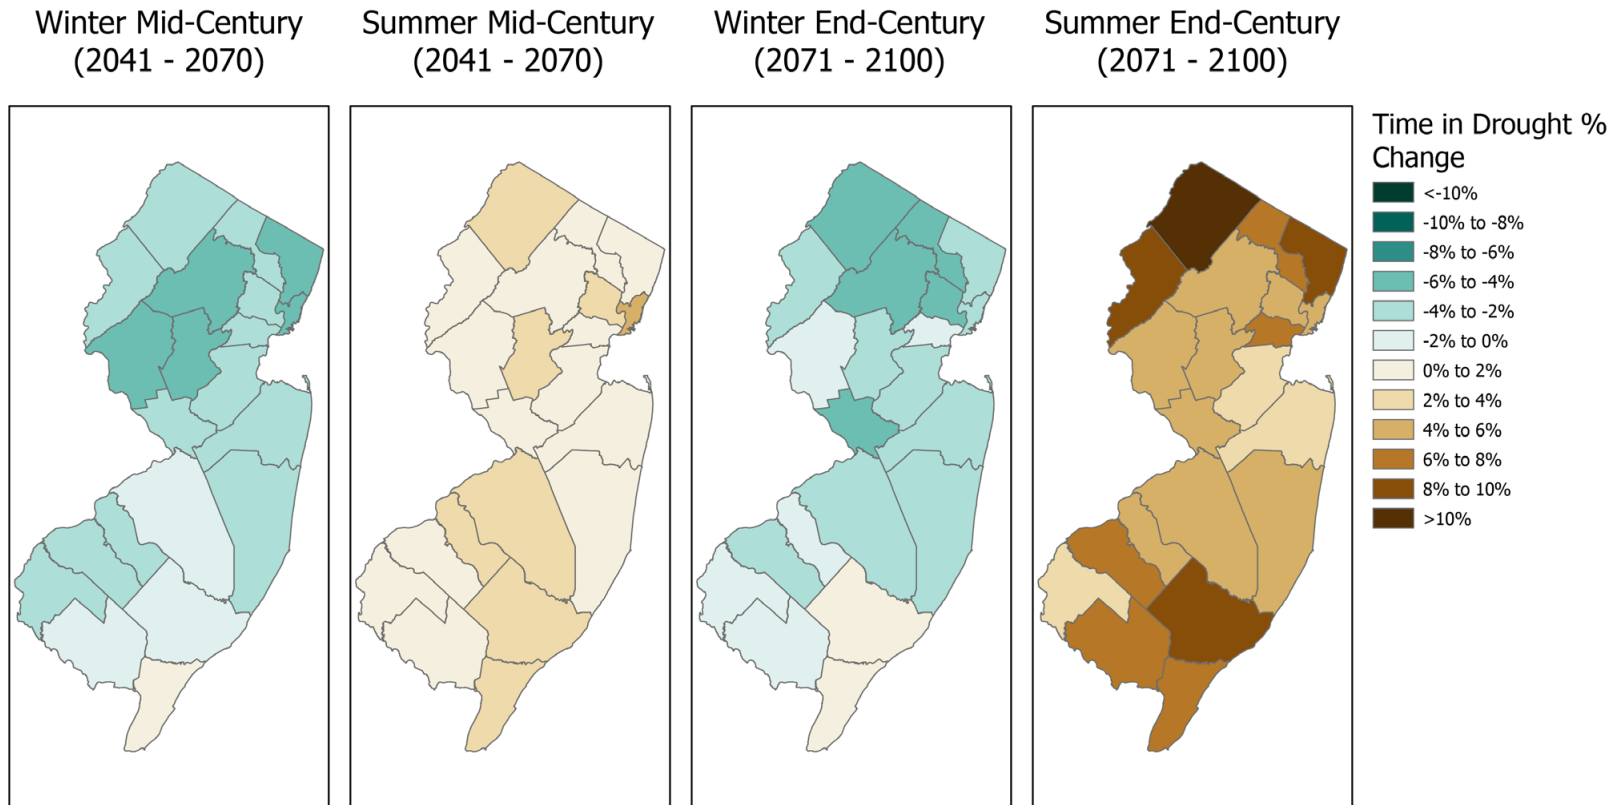 Winter Mid-Century
(2041 - 2070)
Summer Mid-Century
(2041 - 2070)
Winter End-Century
(2071 - 2100)
Summer End-Century
(2071 - 2100)
Time in Drought %
Change
<-10%
-10% to -8%
-8% to -6%
-6% to -4%
-4% to -2%
-2% to 0%
0% to 2%
2% to 4%
4% to 6%
6% to 8%
8% to 10%
>10%